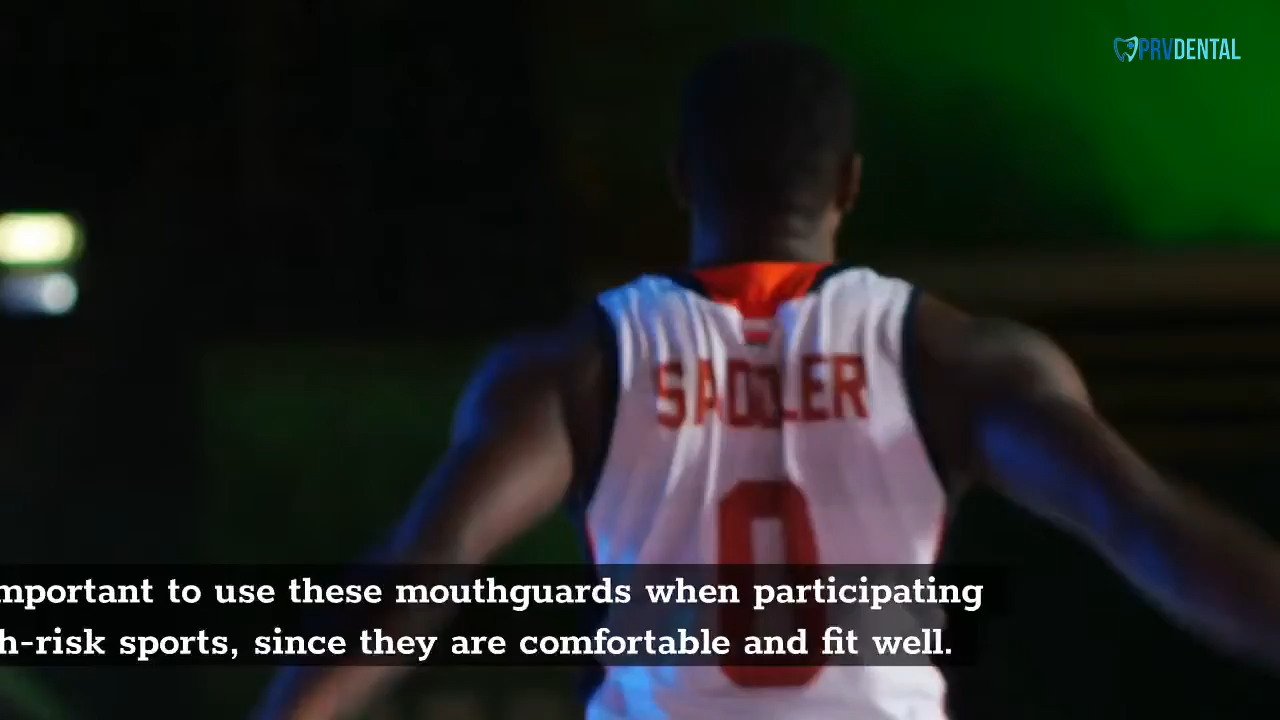 PRVDENTAL
SADDLER
0
mportant to use these mouthguards when participating
h-risk sports, since they are comfortable and fit well.